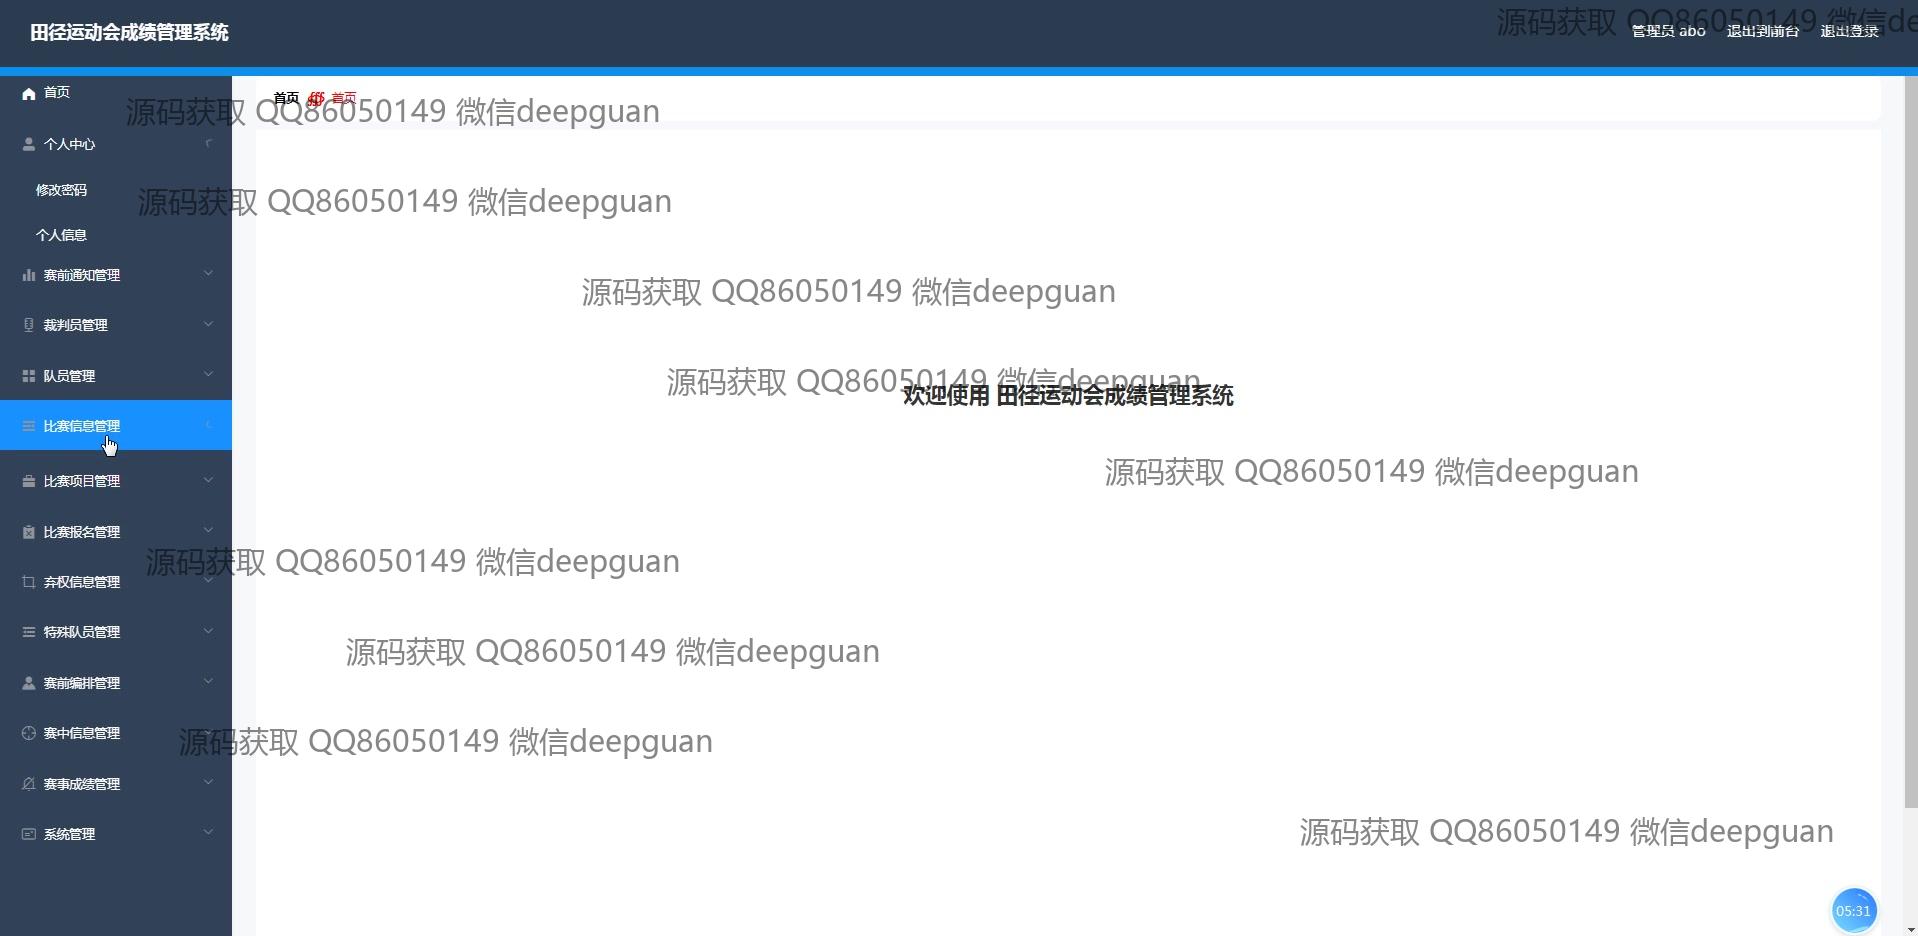 田径运动会成绩管理系统
源码获取 QQ86050149 微信de
管理员 abo 退出到前台 退出登录
首页
首页 首页
源码获取 QQ86050149 微信deepguan
个人中心
修改密码
源码获取 QQ86050149 微信deepguan
个人信息
赛前通知管理
源码获取 QQ86050149 微信deepguan
裁判员管理
队员管理
源码获取 QQ86050149 微信deepguan
欢迎使用 田径运动会成绩管理系统
比赛信息管理
源码获取 QQ86050149 微信deepguan
比赛项目管理
比赛报名管理
源码获取 QQ86050149 微信deepguan
弃权信息管理
特殊队员管理
源码获取 QQ86050149 微信deepguan
赛前编排管理
赛中信息管理
源码获取 QQ86050149 微信deepguan
赛事成绩管理
系统管理
源码获取 QQ86050149 微信deepguan
05:31